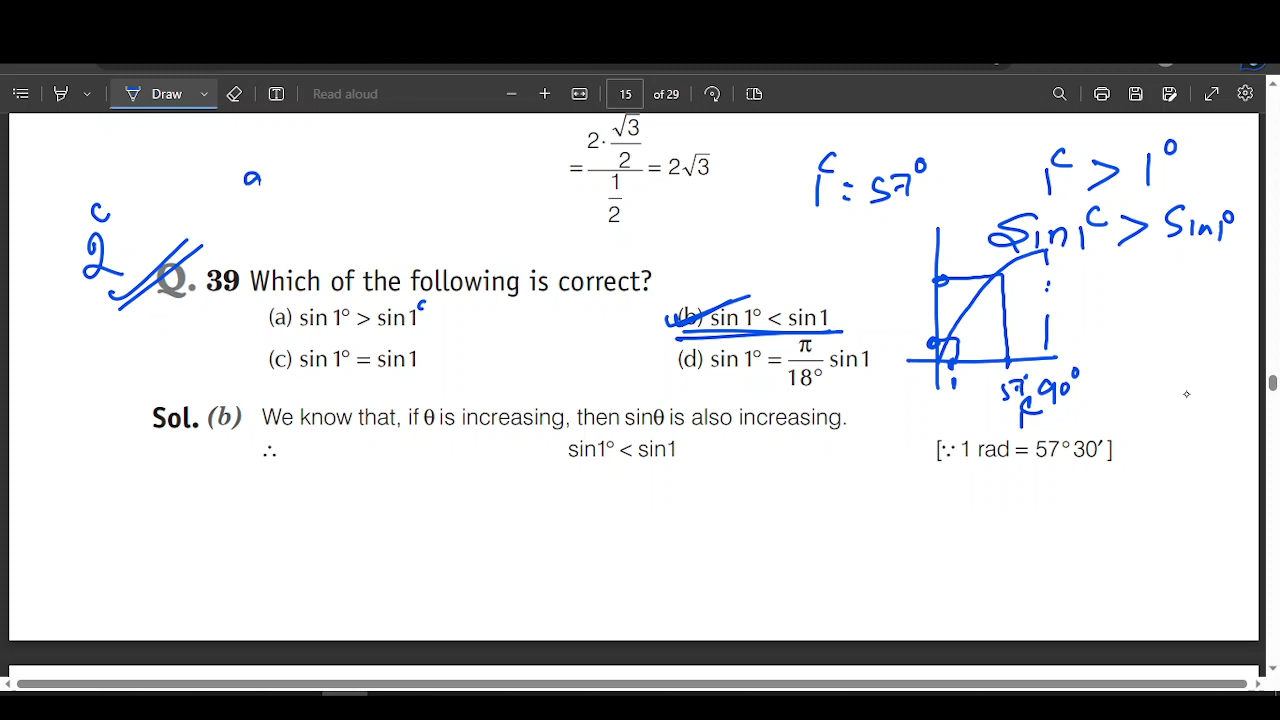 Draw
Read aloud
15 of 29
= 2·√3/2 / 1/2 = 2√3
1ᶜ = 57°
1ᶜ > 1°
sin1ᶜ > sin1°
a
2ᶜ
Q. 39 Which of the following is correct?
(a) sin 1° > sin 1ᶜ
(b) sin 1° < sin 1
(c) sin 1° = sin 1
(d) sin 1° = π/18° sin 1
1 57° 90°
1ᶜ
Sol. (b) We know that, if θ is increasing, then sinθ is also increasing.
∴ sin1° < sin1 [∵ 1 rad = 57°30′]